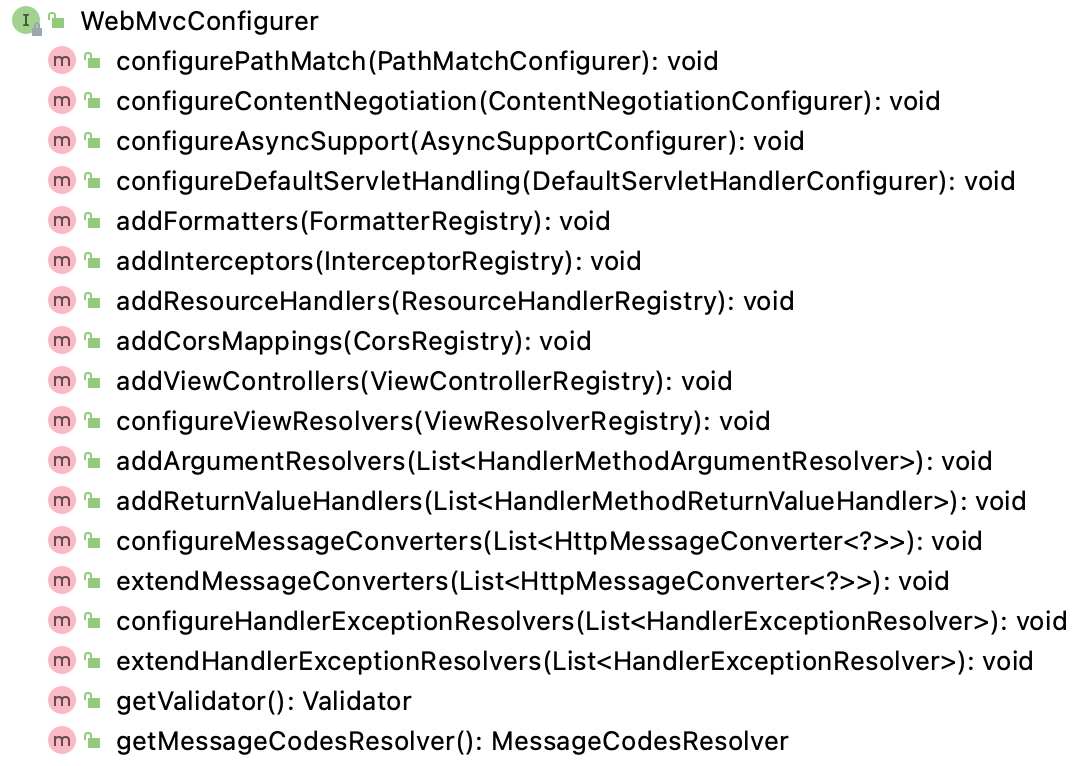 I WebMvcConfigurer
m configurePathMatch(PathMatchConfigurer): void
m configureContentNegotiation(ContentNegotiationConfigurer): void
m configureAsyncSupport(AsyncSupportConfigurer): void
m configureDefaultServletHandling(DefaultServletHandlerConfigurer): void
m addFormatters(FormatterRegistry): void
m addInterceptors(InterceptorRegistry): void
m addResourceHandlers(ResourceHandlerRegistry): void
m addCorsMappings(CorsRegistry): void
m addViewControllers(ViewControllerRegistry): void
m configureViewResolvers(ViewResolverRegistry): void
m addArgumentResolvers(List<HandlerMethodArgumentResolver>): void
m addReturnValueHandlers(List<HandlerMethodReturnValueHandler>): void
m configureMessageConverters(List<HttpMessageConverter<?>>): void
m extendMessageConverters(List<HttpMessageConverter<?>>): void
m configureHandlerExceptionResolvers(List<HandlerExceptionResolver>): void
m extendHandlerExceptionResolvers(List<HandlerExceptionResolver>): void
m getValidator(): Validator
m getMessageCodesResolver(): MessageCodesResolver